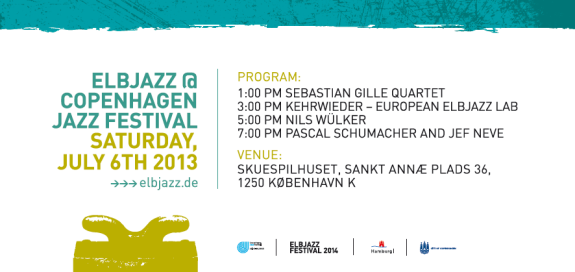 ELBJAZZ @
COPENHAGEN
JAZZ FESTIVAL
SATURDAY,
JULY 6TH 2013
>>> elbjazz.de
PROGRAM:
1:00 PM SEBASTIAN GILLE QUARTET
3:00 PM KEHRWIEDER – EUROPEAN ELBJAZZ LAB
5:00 PM NILS WÜLKER
7:00 PM PASCAL SCHUMACHER AND JEF NEVE
VENUE:
SKUESPILHUSET, SANKT ANNÆ PLADS 36,
1250 KØBENHAVN K
ELBJAZZ
FESTIVAL 2014
Hamburg!